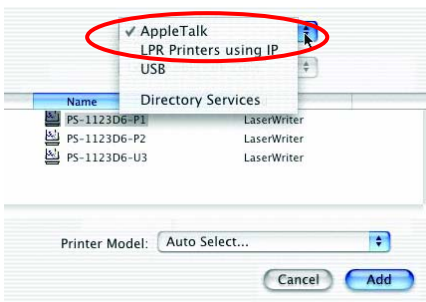 ✓ AppleTalk
LPR Printers using IP
USB
Directory Services
Name
PS-1123D6-P1 LaserWriter
PS-1123D6-P2 LaserWriter
PS-1123D6-U3 LaserWriter
Printer Model: Auto Select...
Cancel Add